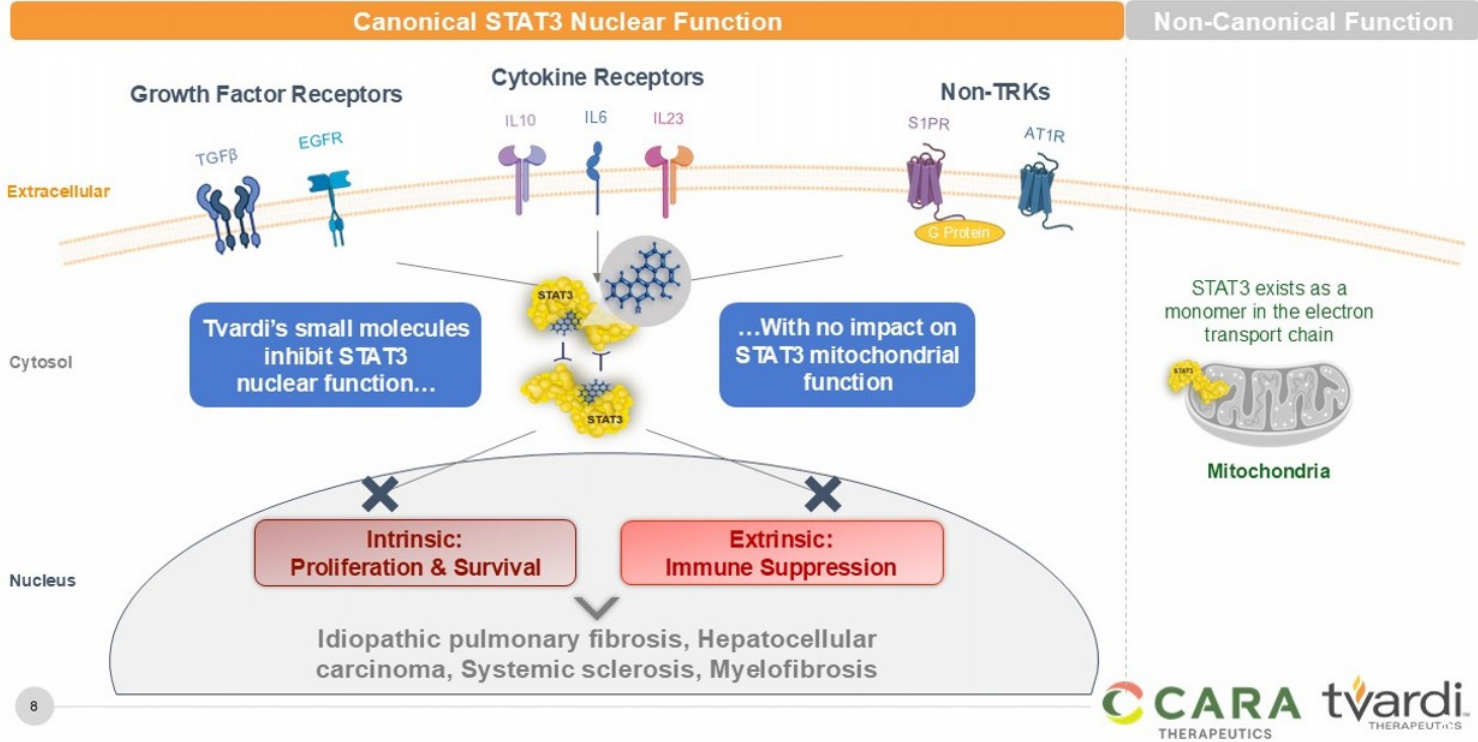 Canonical STAT3 Nuclear Function
Non-Canonical Function
Growth Factor Receptors
Cytokine Receptors
Non-TRKs
TGFβ
EGFR
IL10
IL6
IL23
S1PR
AT1R
Extracellular
G Protein
STAT3
Tvardi's small molecules
inhibit STAT3
nuclear function…
…With no impact on
STAT3 mitochondrial
function
STAT3 exists as a
monomer in the electron
transport chain
Cytosol
STAT3
STAT3
Mitochondria
Intrinsic:
Proliferation & Survival
Extrinsic:
Immune Suppression
Nucleus
Idiopathic pulmonary fibrosis, Hepatocellular
carcinoma, Systemic sclerosis, Myelofibrosis
8
CARA
THERAPEUTICS
tvardi
THERAPEUTICS